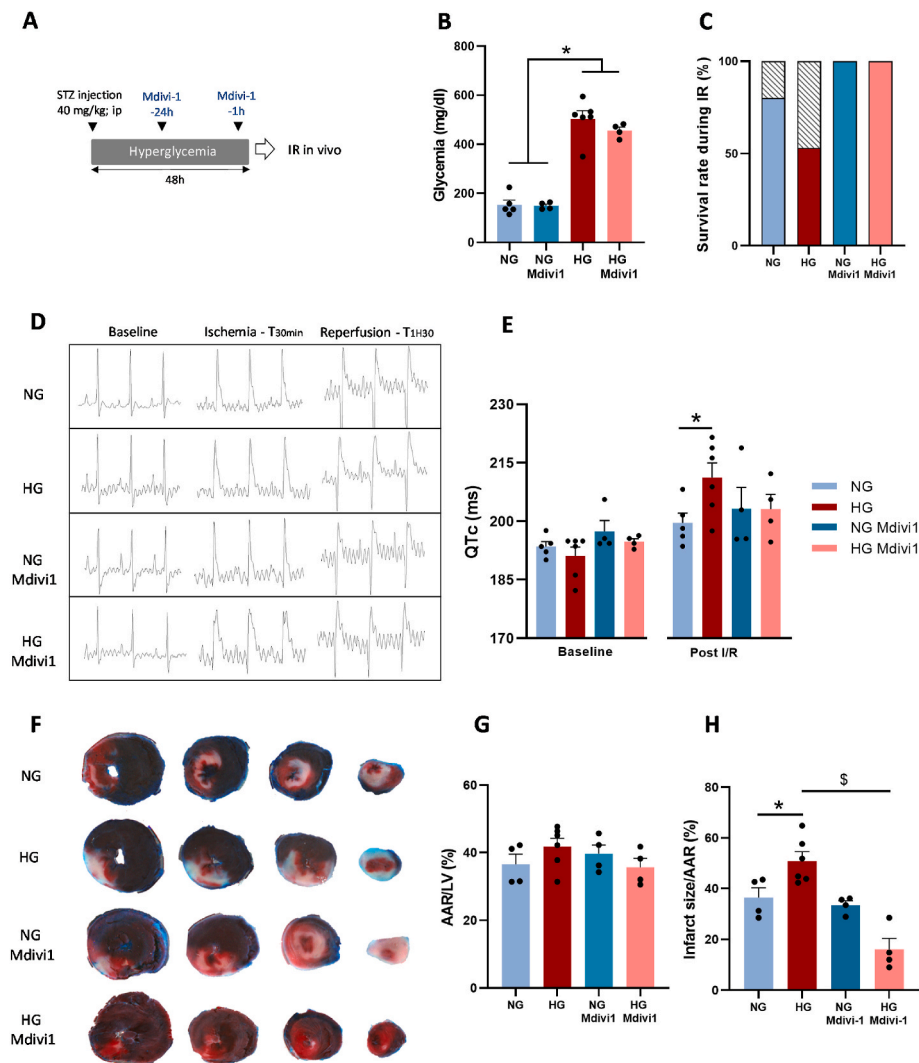 A
STZ injection
40 mg/kg; ip
Mdivi-1
-24h
Mdivi-1
-1h
Hyperglycemia
IR in vivo
48h
B
Glycemia (mg/dl)
800
600
400
200
0
*
NG
NG
Mdivi1
HG
HG
Mdivi1
C
Survival rate during IR (%)
100
50
0
NG
HG
NG
Mdivi1
HG
Mdivi1
D
Baseline
Ischemia - T30min
Reperfusion - T1H30
NG
HG
NG
Mdivi1
HG
Mdivi1
E
QTc (ms)
230
215
200
185
170
*
Baseline
Post I/R
NG
HG
NG Mdivi1
HG Mdivi1
F
NG
HG
NG
Mdivi1
HG
Mdivi1
G
AAR/LV (%)
60
40
20
0
NG
HG
NG
Mdivi1
HG
Mdivi1
H
Infarct size/AAR (%)
80
60
40
20
0
*
$
NG
HG
NG
Mdivi-1
HG
Mdivi-1